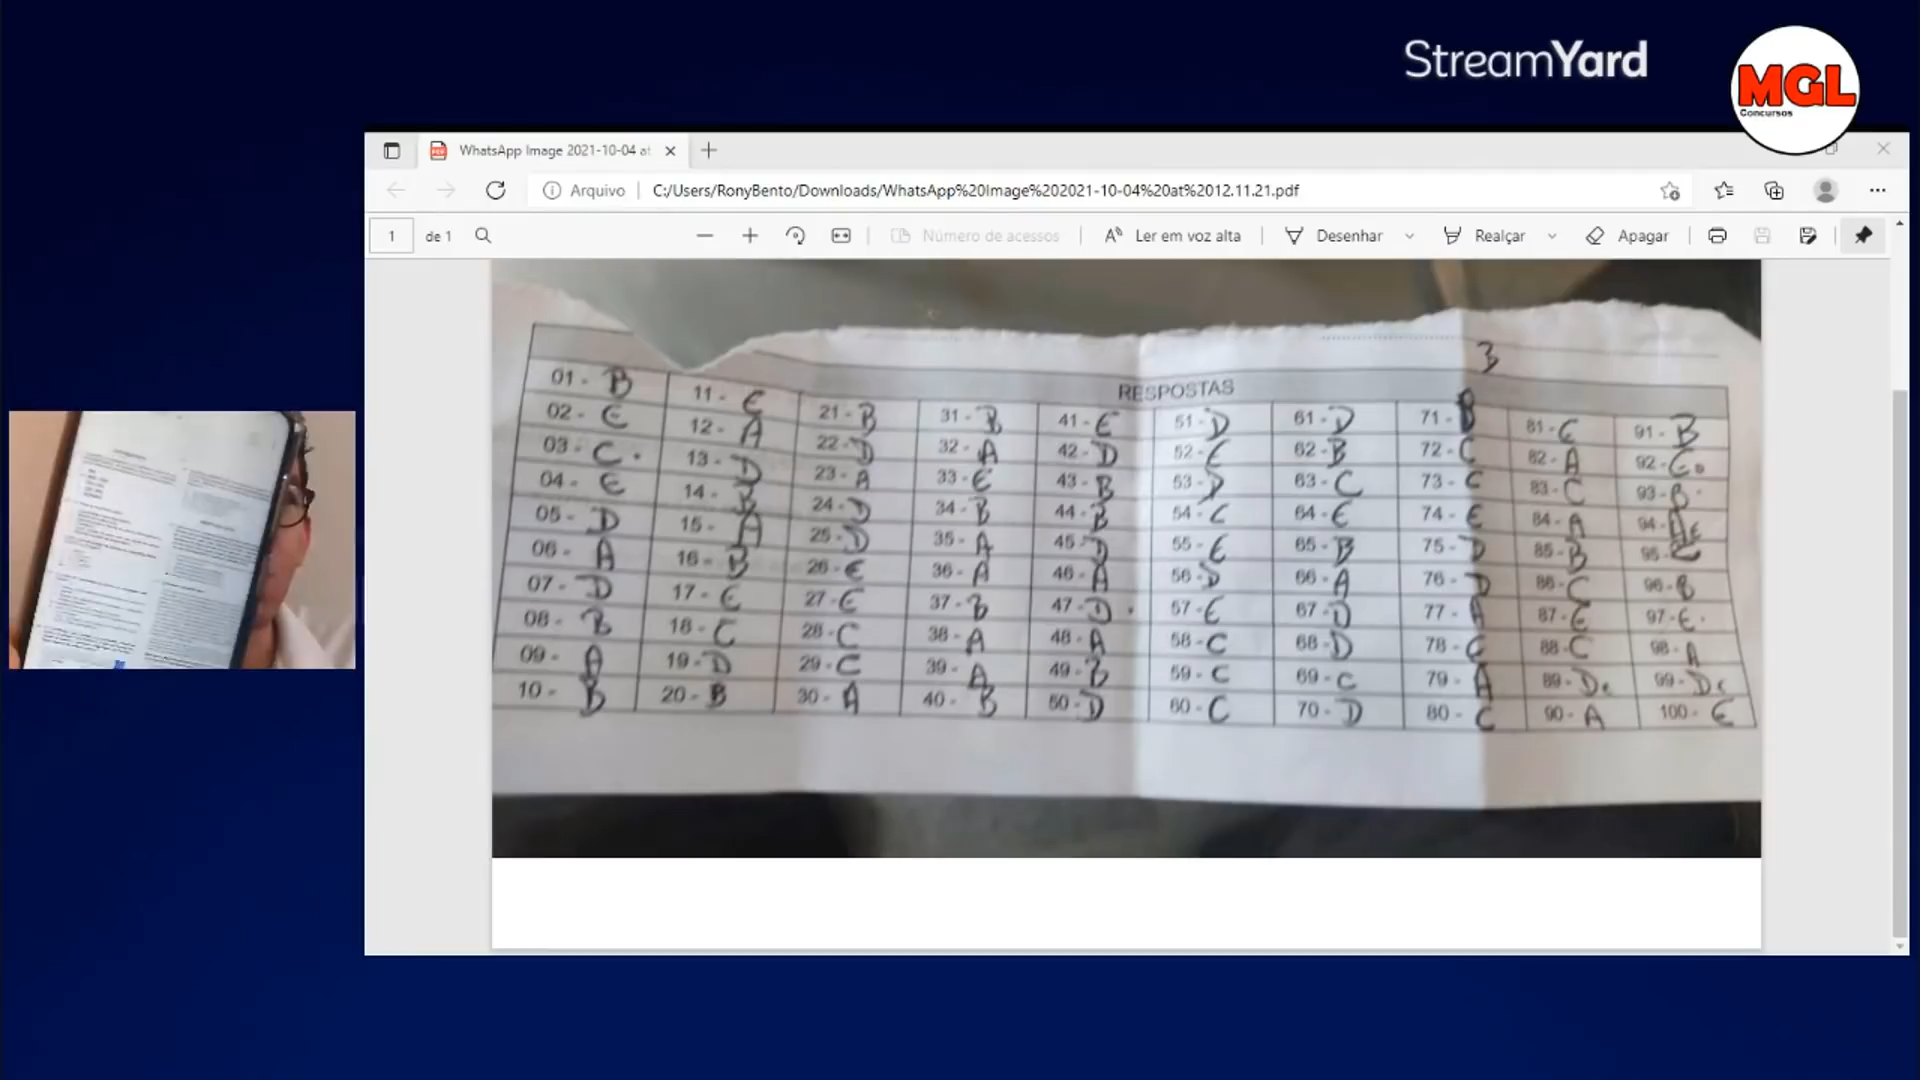 StreamYard
MGL
Concursos
WhatsApp Image 2021-10-04 at
Arquivo C:/Users/RonyBento/Downloads/WhatsApp%20Image%202021-10-04%20at%2012.11.21.pdf
1 de 1 Número de acessos Ler em voz alta Desenhar Realçar Apagar
3
RESPOSTAS
01 - B 11 - E 21 - B 31 - B 41 - E 51 - D 61 - D 71 - B 81 - C 91 - B
02 - E 12 - A 22 - D 32 - A 42 - D 52 - C 62 - B 72 - C 82 - A 92 - C
03 - C 13 - D 23 - A 33 - E 43 - B 53 - D 63 - C 73 - C 83 - C 93 - B
04 - E 14 - B 24 - D 34 - B 44 - B 54 - C 64 - E 74 - E 84 - A 94 -
05 - D 15 - A 25 - D 35 - A 45 - D 55 - E 65 - B 75 - D 85 - B 95 -
06 - A 16 - B 26 - E 36 - A 46 - A 56 - D 66 - A 76 - D 86 - C 96 - B
07 - D 17 - E 27 - E 37 - B 47 - D 57 - E 67 - D 77 - A 87 - E 97 - E
08 - B 18 - C 28 - C 38 - A 48 - A 58 - C 68 - D 78 - C 88 - C 98 - A
09 - A 19 - D 29 - C 39 - A 49 - B 59 - C 69 - C 79 - A 89 - D 99 - D
10 - B 20 - B 30 - A 40 - B 50 - D 60 - C 70 - D 80 - C 90 - A 100 - E